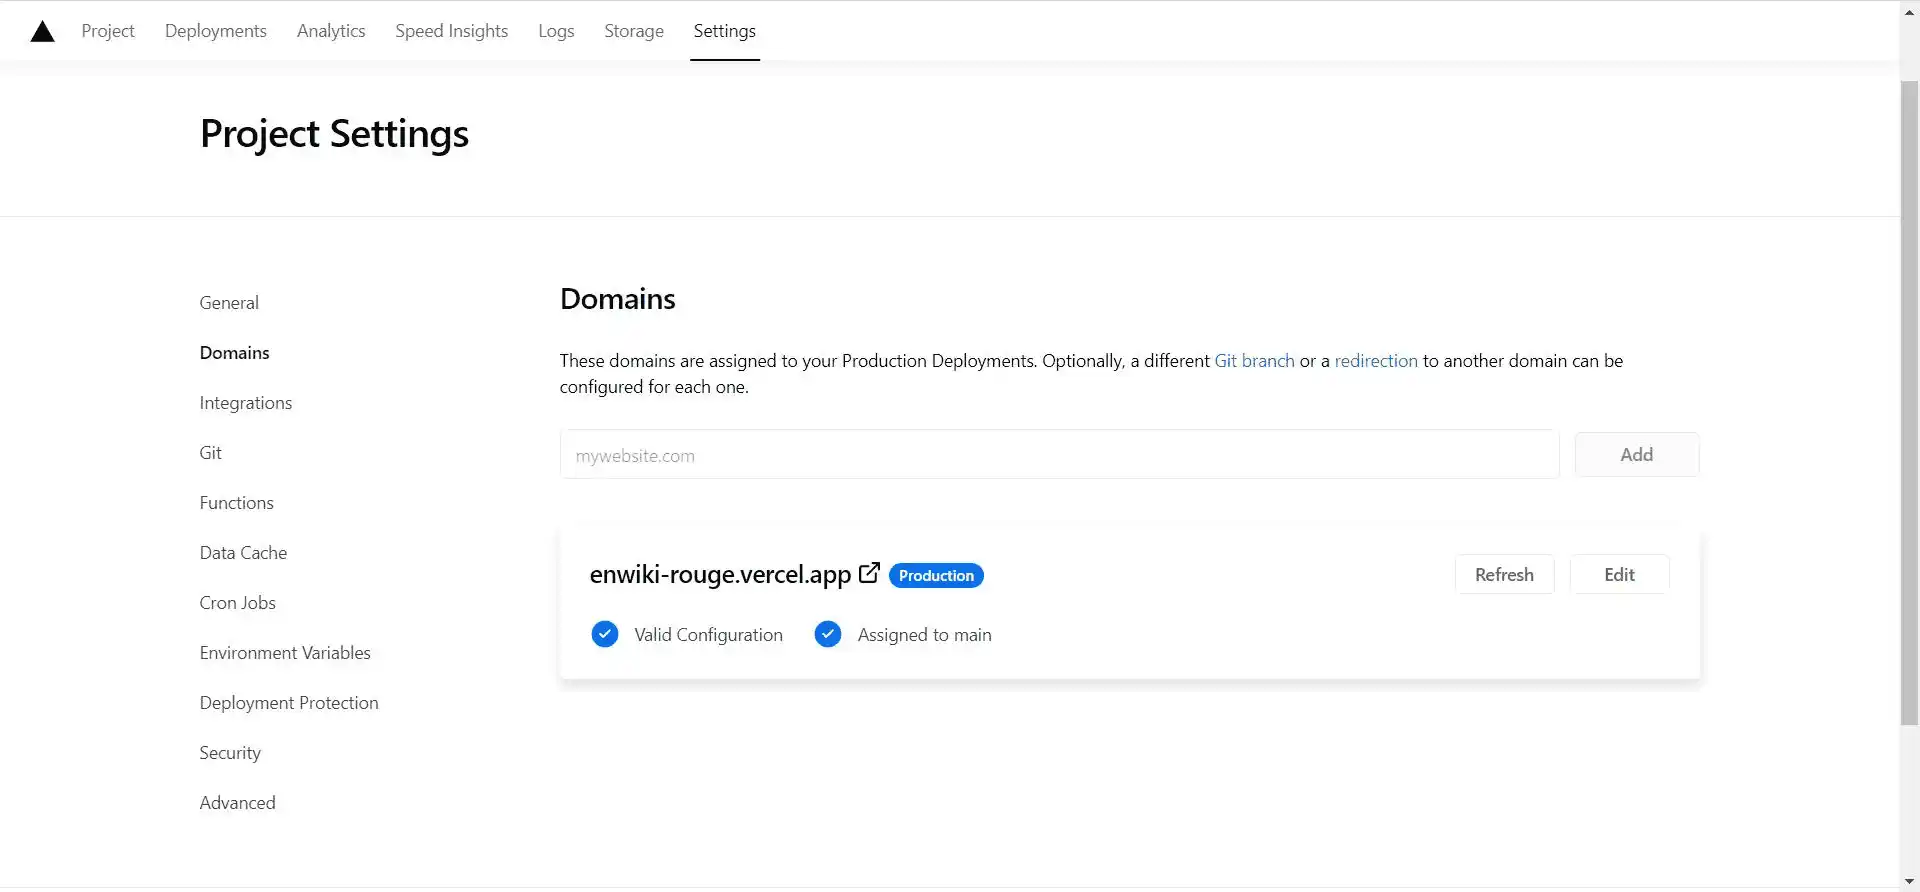 Project Deployments Analytics Speed Insights Logs Storage Settings
Project Settings
General
Domains
Integrations
Git
Functions
Data Cache
Cron Jobs
Environment Variables
Deployment Protection
Security
Advanced
Domains
These domains are assigned to your Production Deployments. Optionally, a different Git branch or a redirection to another domain can be
configured for each one.
mywebsite.com Add
enwiki-rouge.vercel.app Production Refresh Edit
Valid Configuration Assigned to main